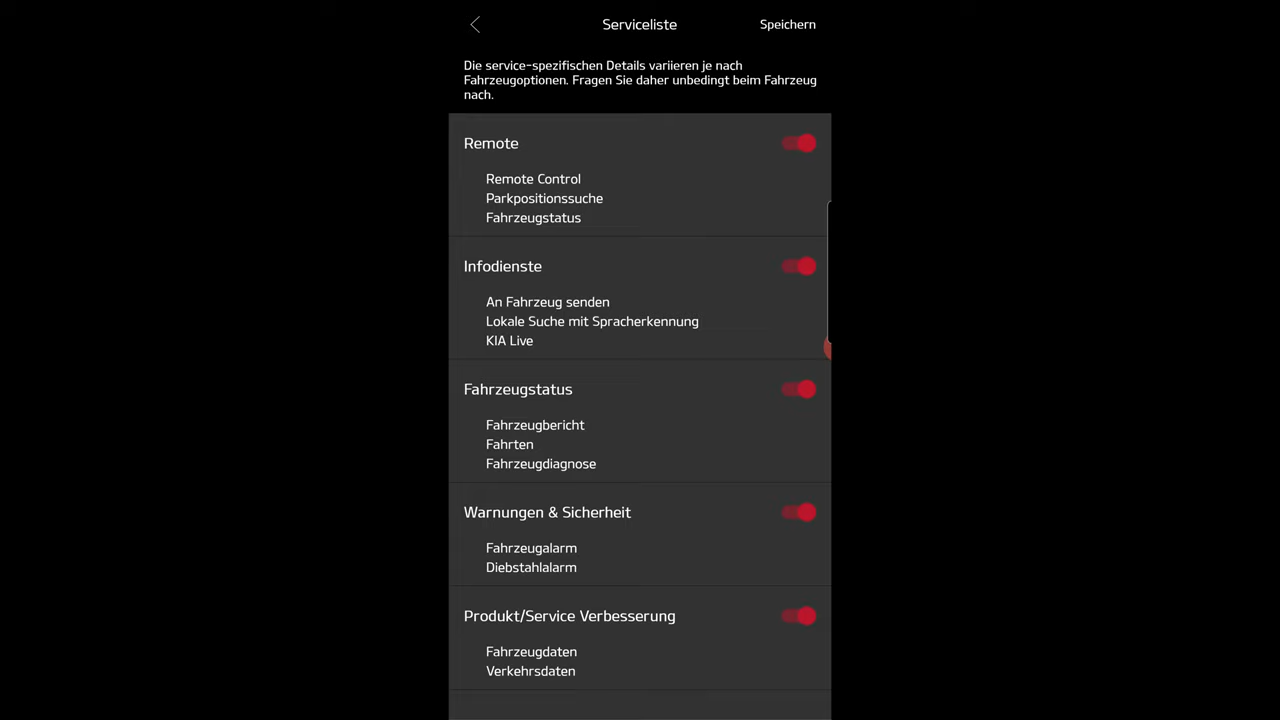 Serviceliste
Speichern
Die service-spezifischen Details variieren je nach
Fahrzeugoptionen. Fragen Sie daher unbedingt beim Fahrzeug
nach.
Remote
Remote Control
Parkpositionssuche
Fahrzeugstatus
Infodienste
An Fahrzeug senden
Lokale Suche mit Spracherkennung
KIA Live
Fahrzeugstatus
Fahrzeugbericht
Fahrten
Fahrzeugdiagnose
Warnungen & Sicherheit
Fahrzeugalarm
Diebstahlalarm
Produkt/Service Verbesserung
Fahrzeugdaten
Verkehrsdaten